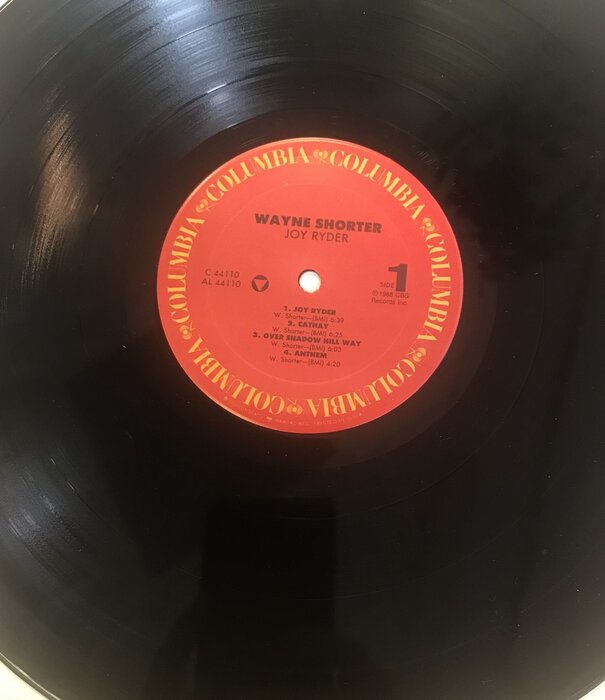 COLUMBIA COLUMBIA COLUMBIA COLUMBIA COLUMBIA COLUMBIA COLUMBIA COLUMBIA
WAYNE SHORTER
JOY RYDER
C 44110
AL 44110
SIDE 1
℗ 1988 CBS
Records Inc.
1. JOY RYDER
W. Shorter—(BMI) 6:39
2. CATHAY
W. Shorter—(BMI) 6:25
3. OVER SHADOW HILL WAY
W. Shorter—(BMI) 6:03
4. ANTHEM
W. Shorter—(BMI) 4:20